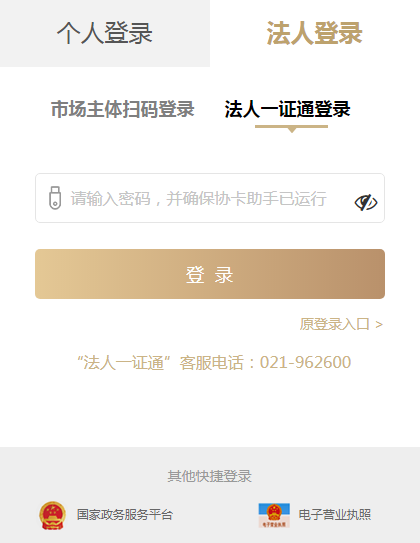 个人登录 法人登录
市场主体扫码登录 法人一证通登录
请输入密码，并确保协卡助手已运行
登 录
原登录入口 >
“法人一证通”客服电话：021-962600
其他快捷登录
国家政务服务平台 电子营业执照